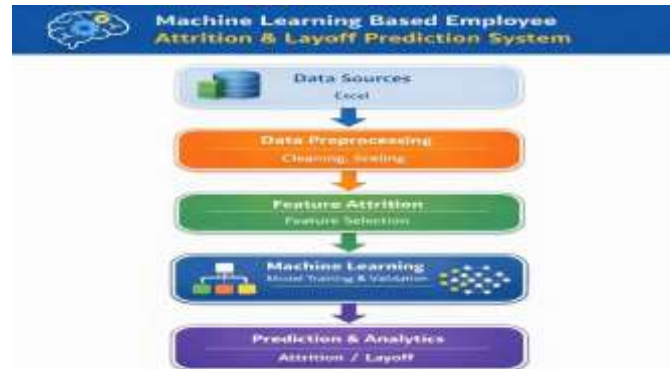 Machine Learning Based Employee
Attrition & Layoff Prediction System
Data Sources
Excel
Data Preprocessing
Cleaning, Scaling
Feature Attrition
Feature Selection
Machine Learning
Model Training & Validation
Prediction & Analytics
Attrition / Layoff